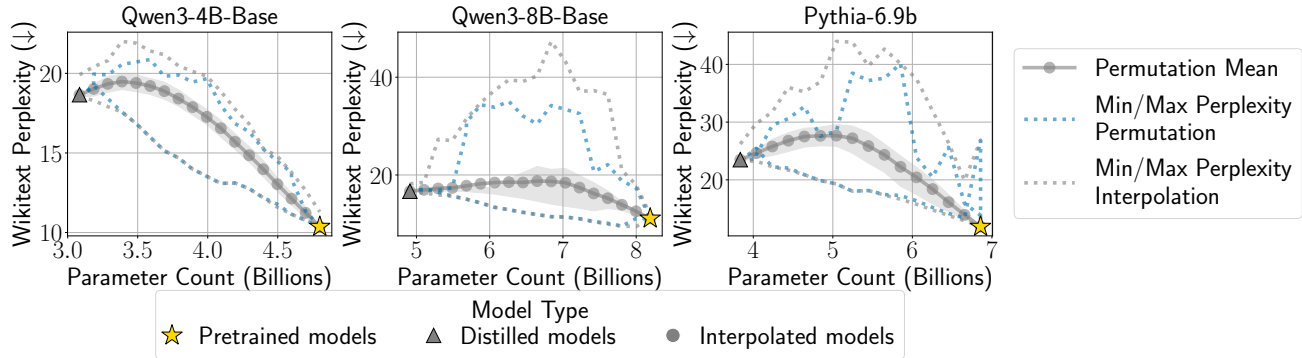 Qwen3-4B-Base
Wikitext Perplexity (↓)
20
15
10
3.0 3.5 4.0 4.5
Parameter Count (Billions)
Qwen3-8B-Base
Wikitext Perplexity (↓)
40
20
5 6 7 8
Parameter Count (Billions)
Pythia-6.9b
Wikitext Perplexity (↓)
40
30
20
4 5 6 7
Parameter Count (Billions)
Permutation Mean
Min/Max Perplexity
Permutation
Min/Max Perplexity
Interpolation
Model Type
Pretrained models Distilled models Interpolated models